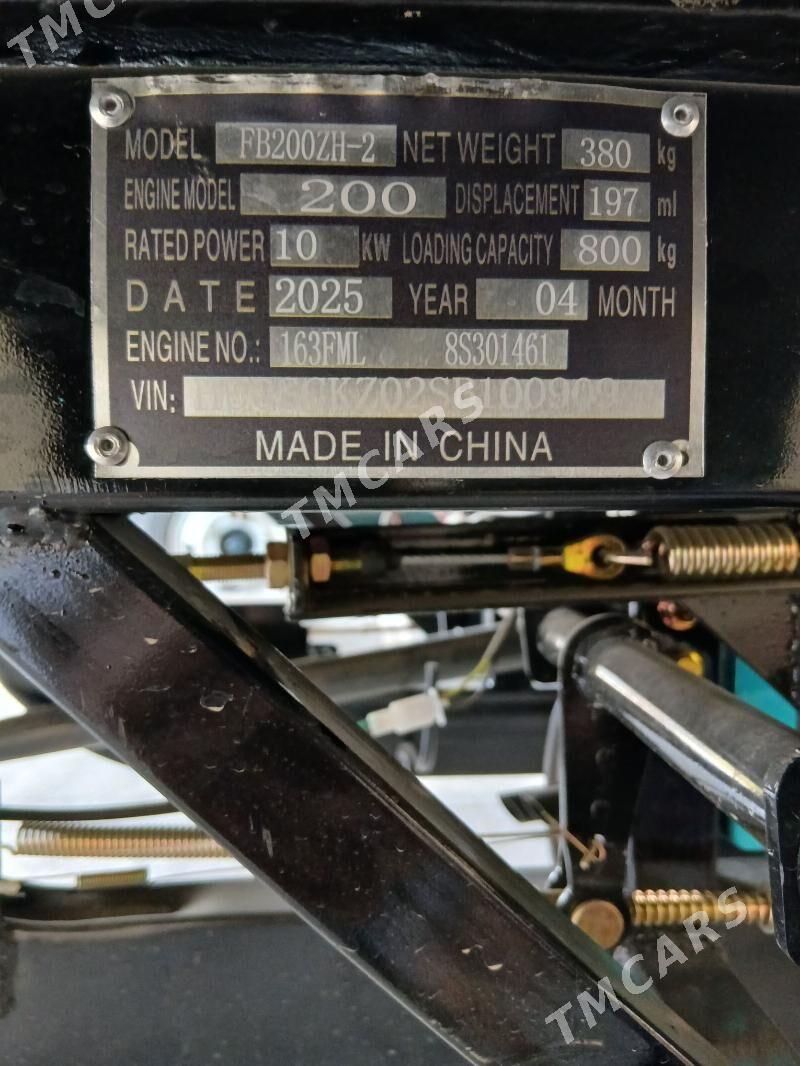 TMCARS
MODEL FB200ZH-2 NET WEIGHT 380 kg
ENGINE MODEL 200 DISPLACEMENT 197 ml
RATED POWER 10 KW LOADING CAPACITY 800 kg
DATE 2025 YEAR 04 MONTH
ENGINE NO.: 163FML 8S301461
VIN:
MADE IN CHINA
TMCARS
TMCARS